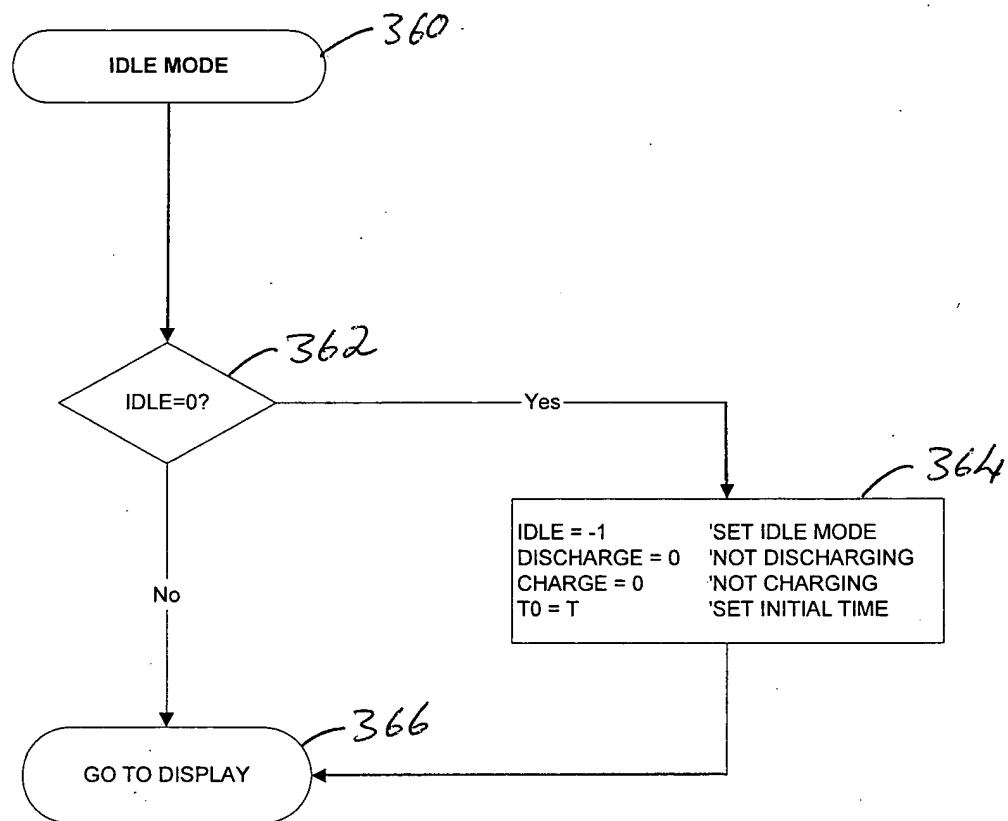 360
IDLE MODE
362
IDLE=0?
Yes
364
IDLE = -1 'SET IDLE MODE
DISCHARGE = 0 'NOT DISCHARGING
CHARGE = 0 'NOT CHARGING
T0 = T 'SET INITIAL TIME
No
366
GO TO DISPLAY